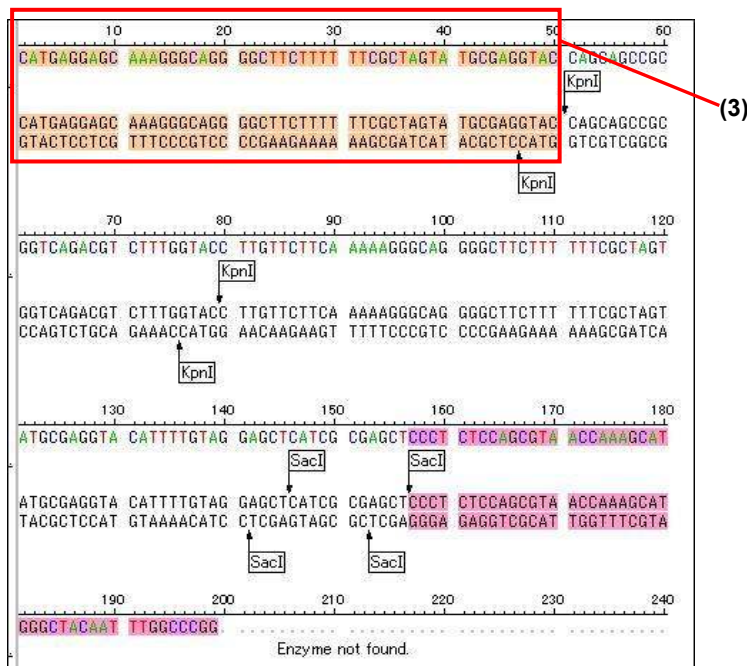 10 20 30 40 50 60
CATGAGGAGC AAAGGGCAGG GGCTTCTTTT TTCGCTAGTA TGCGAGGTAC CAGCAGCCGC
KpnI
(3)
CATGAGGAGC AAAGGGCAGG GGCTTCTTTT TTCGCTAGTA TGCGAGGTAC CAGCAGCCGC
GTACTCCTCG TTTCCCGTCC CCGAAGAAAA AAGCGATCAT ACGCTCCATG GTCGTCGGCG
KpnI
70 80 90 100 110 120
GGTCAGACGT CTTTGGTACC TTGTTCTTCA AAAAGGGCAG GGGCTTCTTT TTTCGCTAGT
KpnI
GGTCAGACGT CTTTGGTACC TTGTTCTTCA AAAAGGGCAG GGGCTTCTTT TTTCGCTAGT
CCAGTCTGCA GAAACCATGG AACAAGAAGT TTTTCCCGTC CCCGAAGAAA AAAGCGATCA
KpnI
130 140 150 160 170 180
ATGCGAGGTA CATTTTGTAG GAGCTCATCG CGAGCTCCCT CTCCAGCGTA ACCAAAGCAT
SacI SacI
ATGCGAGGTA CATTTTGTAG GAGCTCATCG CGAGCTCCCT CTCCAGCGTA ACCAAAGCAT
TACGCTCCAT GTAAAACATC CTCGAGTAGC GCTCGAGGGA GAGGTCGCAT TGGTTTCGTA
SacI SacI
190 200 210 220 230 240
GGGCTACAAT TTGGCCCGG
Enzyme not found.